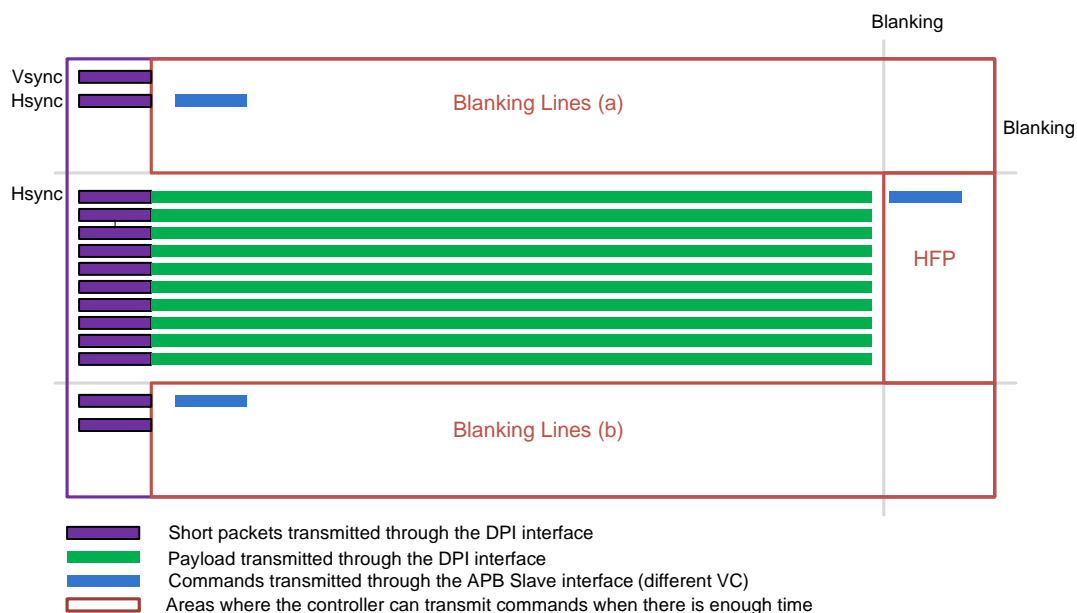 Blanking
Vsync
Hsync
Blanking Lines (a)
Blanking
Hsync
HFP
Blanking Lines (b)
Short packets transmitted through the DPI interface
Payload transmitted through the DPI interface
Commands transmitted through the APB Slave interface (different VC)
Areas where the controller can transmit commands when there is enough time